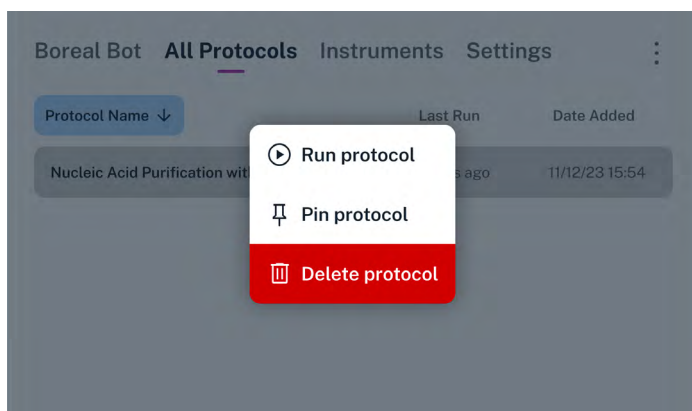 Boreal Bot All Protocols Instruments Settings
Protocol Name Last Run Date Added
Run protocol
Nucleic Acid Purification ago 11/12/23 15:54
Pin protocol
Delete protocol